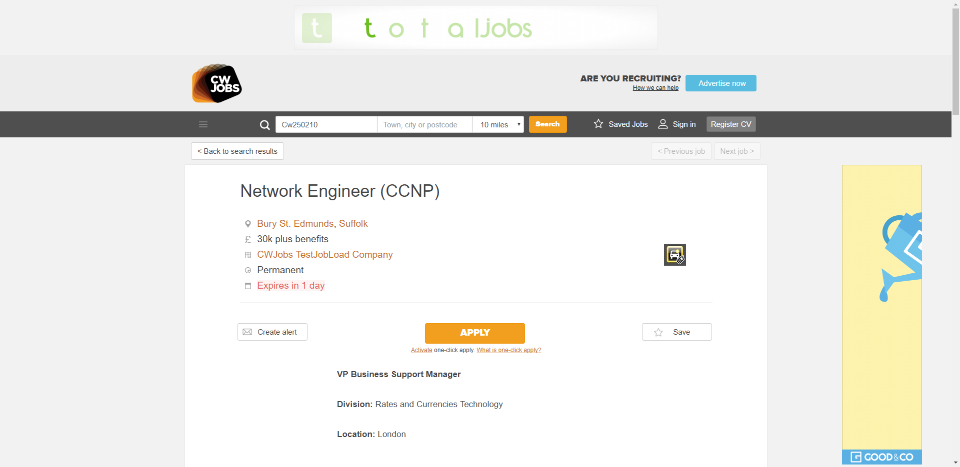 totaljobs
CW
JOBS
ARE YOU RECRUITING?
How we can help
Advertise now
Cw250210
Town, city or postcode
10 miles
Search
Saved Jobs
Sign in
Register CV
< Back to search results
< Previous job
Next job >
Network Engineer (CCNP)
Bury St. Edmunds, Suffolk
30k plus benefits
CWJobs TestJobLoad Company
Permanent
Expires in 1 day
Create alert
APPLY
Save
Activate one-click apply. What is one-click apply?
VP Business Support Manager
Division: Rates and Currencies Technology
Location: London
GOOD&CO